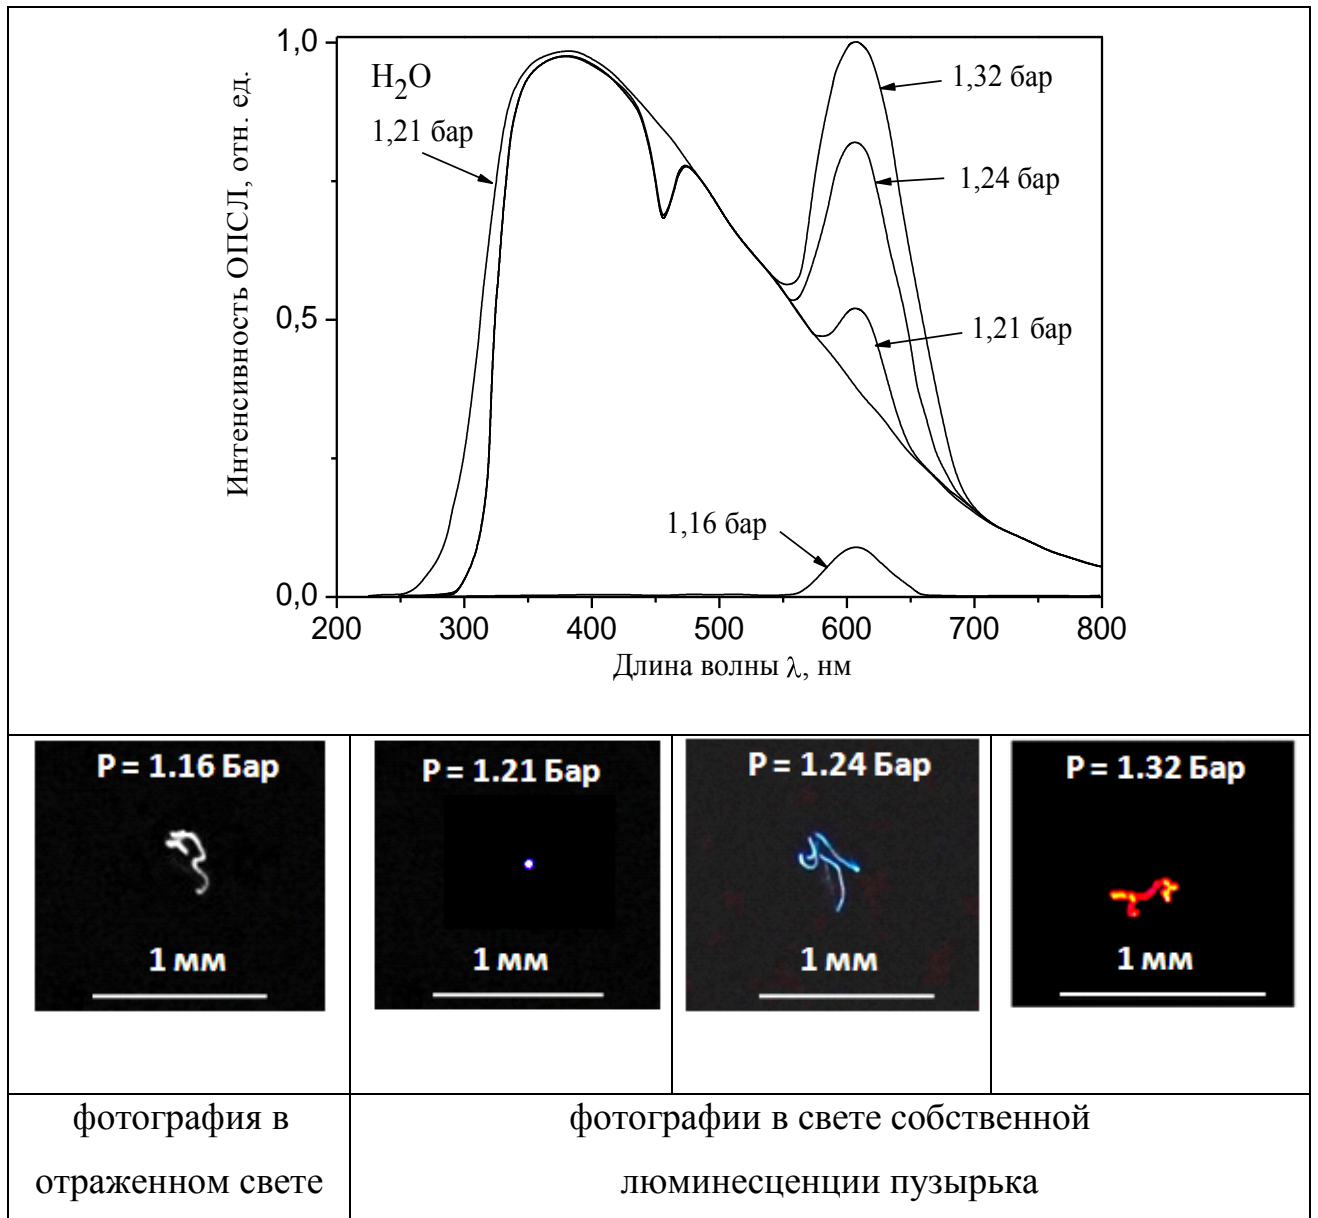 Интенсивность ОПСЛ, отн. ед.
1,0
0,5
0,0
H2O
1,21 бар
1,32 бар
1,24 бар
1,21 бар
1,16 бар
200 300 400 500 600 700 800
Длина волны λ, нм
P = 1.16 Бар
1 мм
P = 1.21 Бар
1 мм
P = 1.24 Бар
1 мм
P = 1.32 Бар
1 мм
фотография в
отраженном свете
фотографии в свете собственной
люминесценции пузырька